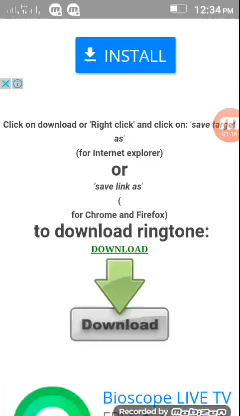 12:34 PM
INSTALL
Click on download or 'Right click' and click on: 'save target
as'
(for Internet explorer)
or
'save link as'
(
for Chrome and Firefox)
to download ringtone:
DOWNLOAD
Download
Bioscope LIVE TV
Recorded by